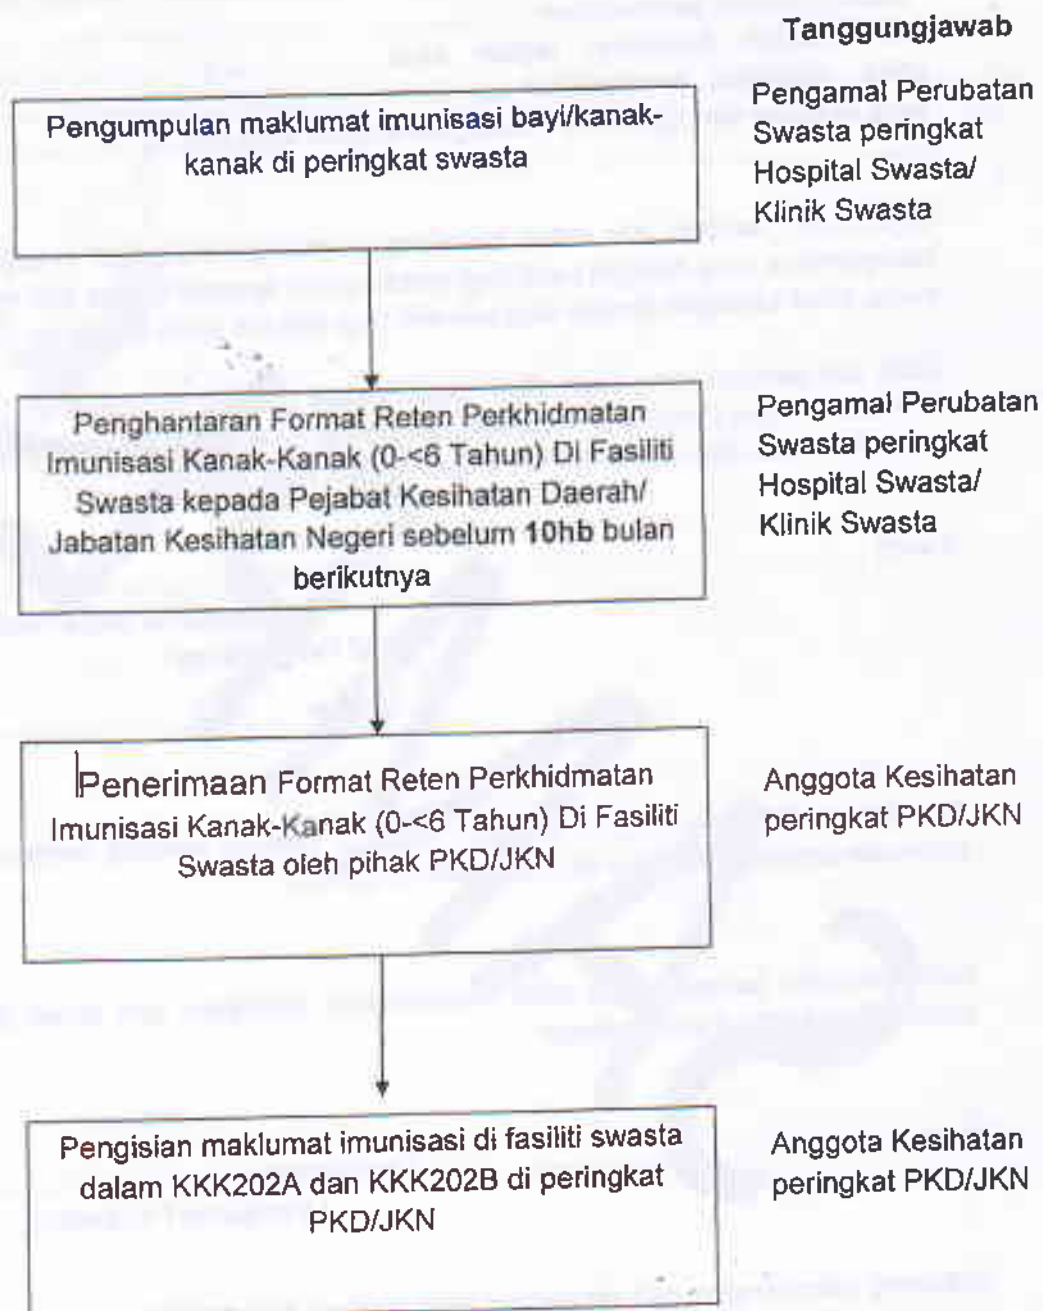 Tanggungjawab
Pengumpulan maklumat imunisasi bayi/kanak-
kanak di peringkat swasta
Pengamal Perubatan
Swasta peringkat
Hospital Swasta/
Klinik Swasta
Penghantaran Format Reten Perkhidmatan
Imunisasi Kanak-Kanak (0-<6 Tahun) Di Fasiliti
Swasta kepada Pejabat Kesihatan Daerah/
Jabatan Kesihatan Negeri sebelum 10hb bulan
berikutnya
Pengamal Perubatan
Swasta peringkat
Hospital Swasta/
Klinik Swasta
Penerimaan Format Reten Perkhidmatan
Imunisasi Kanak-Kanak (0-<6 Tahun) Di Fasiliti
Swasta oleh pihak PKD/JKN
Anggota Kesihatan
peringkat PKD/JKN
Pengisian maklumat imunisasi di fasiliti swasta
dalam KKK202A dan KKK202B di peringkat
PKD/JKN
Anggota Kesihatan
peringkat PKD/JKN